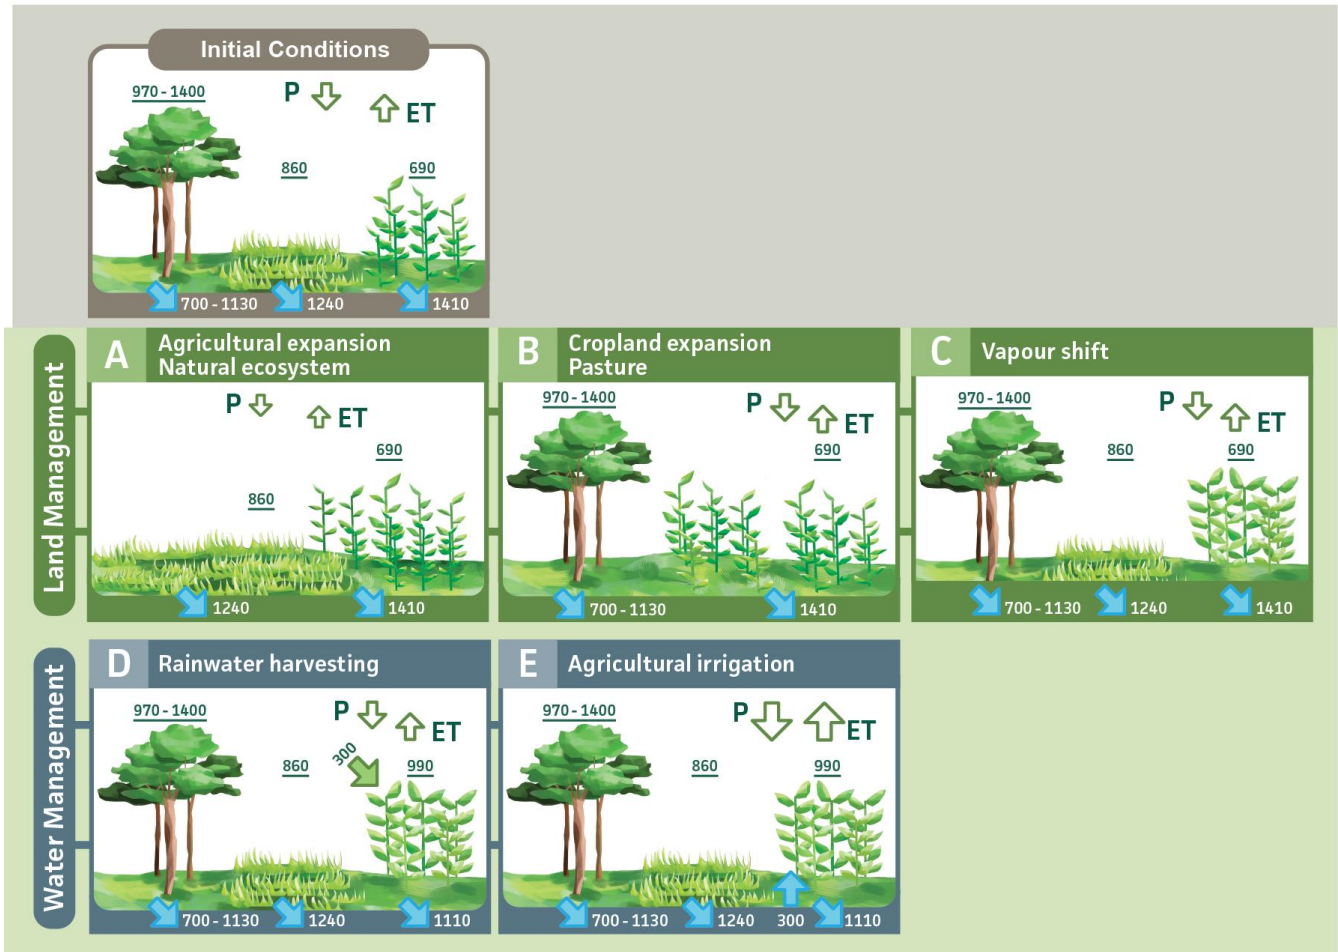 Initial Conditions
970 - 1400
P
ET
860
690
700 - 1130
1240
1410
Land Management
A
Agricultural expansion
Natural ecosystem
P
ET
690
860
1240
1410
B
Cropland expansion
Pasture
970 - 1400
P
ET
690
700 - 1130
1410
C
Vapour shift
970 - 1400
P
ET
860
690
700 - 1130
1240
1410
Water Management
D
Rainwater harvesting
970 - 1400
P
ET
300
860
990
700 - 1130
1240
1110
E
Agricultural irrigation
970 - 1400
P
ET
860
990
700 - 1130
1240
300
1110